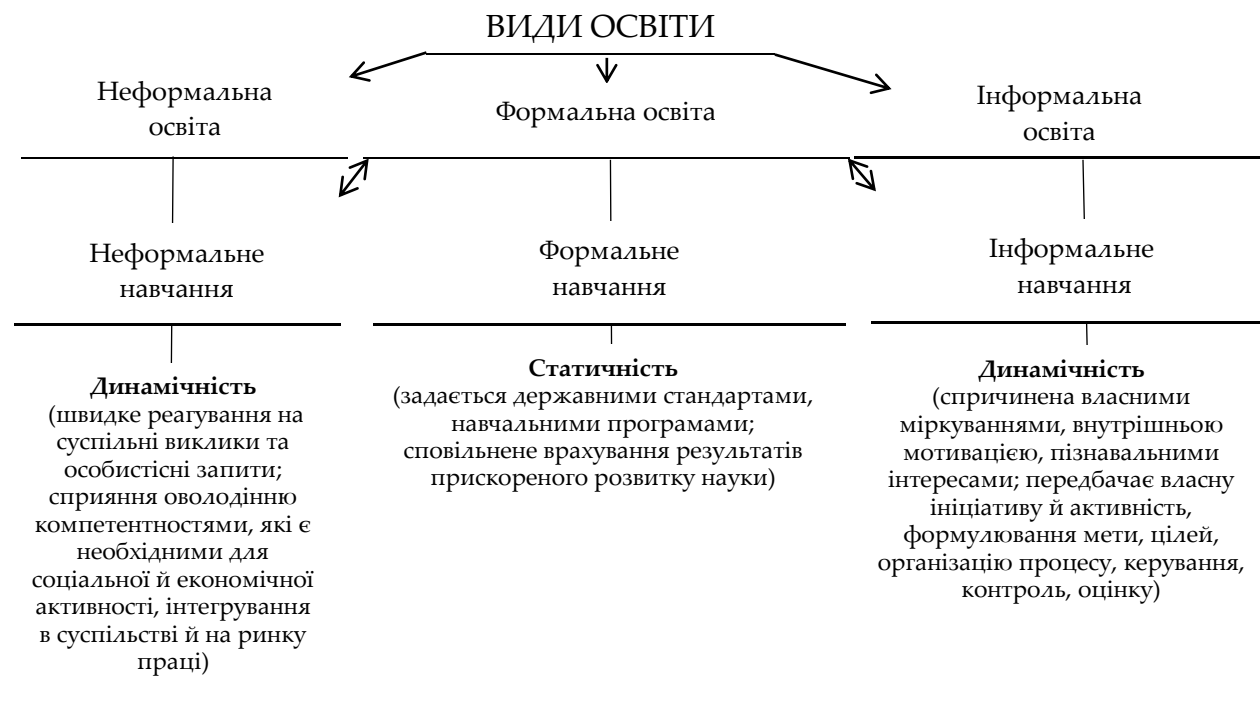 ВИДИ ОСВІТИ
Неформальна
освіта
Формальна освіта
Інформальна
освіта
Неформальне
навчання
Формальне
навчання
Інформальне
навчання
Динамічність
(швидке реагування на
суспільні виклики та
особистісні запити;
сприяння оволодінню
компетентностями, які є
необхідними для
соціальної й економічної
активності, інтегрування
в суспільстві й на ринку
праці)
Статичність
(задається державними стандартами,
навчальними програмами;
сповільнене врахування результатів
прискореного розвитку науки)
Динамічність
(спричинена власними
міркуваннями, внутрішньою
мотивацією, пізнавальними
інтересами; передбачає власну
ініціативу й активність,
формулювання мети, цілей,
організацію процесу, керування,
контроль, оцінку)